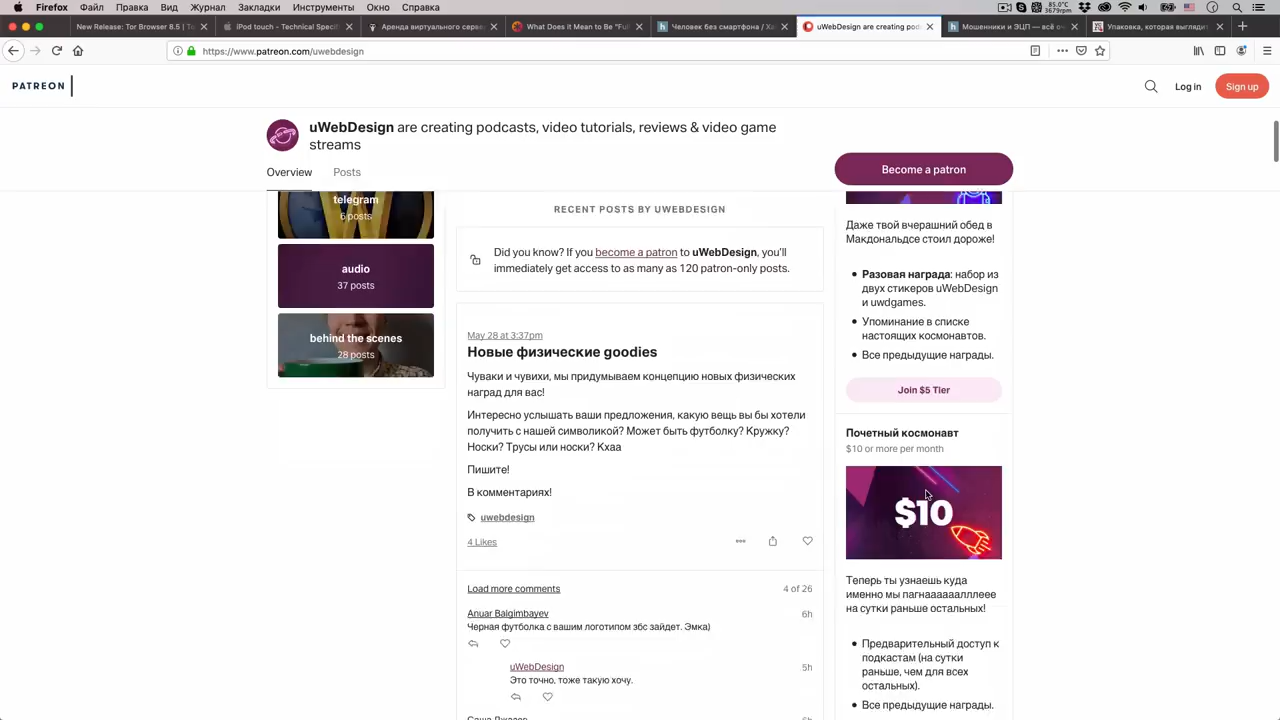 Firefox Файл Правка Вид Журнал Закладки Инструменты Окно Справка
85.0°C
3679rpm
New Release: Tor Browser 8.5 | To
iPod touch - Technical Specif
Аренда виртуального серве
What Does it Mean to Be "Ful
Человек без смартфона / Ха
uWebDesign are creating pod
Мошенники и ЭЦП — всё оч
Упаковка, которая выглядит
https://www.patreon.com/uwebdesign
PATREON
Log in
Sign up
uWebDesign are creating podcasts, video tutorials, reviews & video game
streams
Overview
Posts
Become a patron
telegram
6 posts
audio
37 posts
behind the scenes
28 posts
RECENT POSTS BY UWEBDESIGN
Did you know? If you become a patron to uWebDesign, you'll
immediately get access to as many as 120 patron-only posts.
May 28 at 3:37pm
Новые физические goodies
Чуваки и чувихи, мы придумываем концепцию новых физических
наград для вас!
Интересно услышать ваши предложения, какую вещь вы бы хотели
получить с нашей символикой? Может быть футболку? Кружку?
Носки? Трусы или носки? Кхаа
Пишите!
В комментариях!
uwebdesign
4 Likes
Load more comments
4 of 26
Anuar Balgimbayev
6h
Черная футболка с вашим логотипом збс зайдет. Эмка)
uWebDesign
5h
Это точно, тоже такую хочу.
Даже твой вчерашний обед в
Макдональдсе стоил дороже!
Разовая награда: набор из
двух стикеров uWebDesign
и uwdgames.
Упоминание в списке
настоящих космонавтов.
Все предыдущие награды.
Join $5 Tier
Почетный космонавт
$10 or more per month
$10
Теперь ты узнаешь куда
именно мы пагнаааааалллеее
на сутки раньше остальных!
Предварительный доступ к
подкастам (на сутки
раньше, чем для всех
остальных).
Все предыдущие награды.